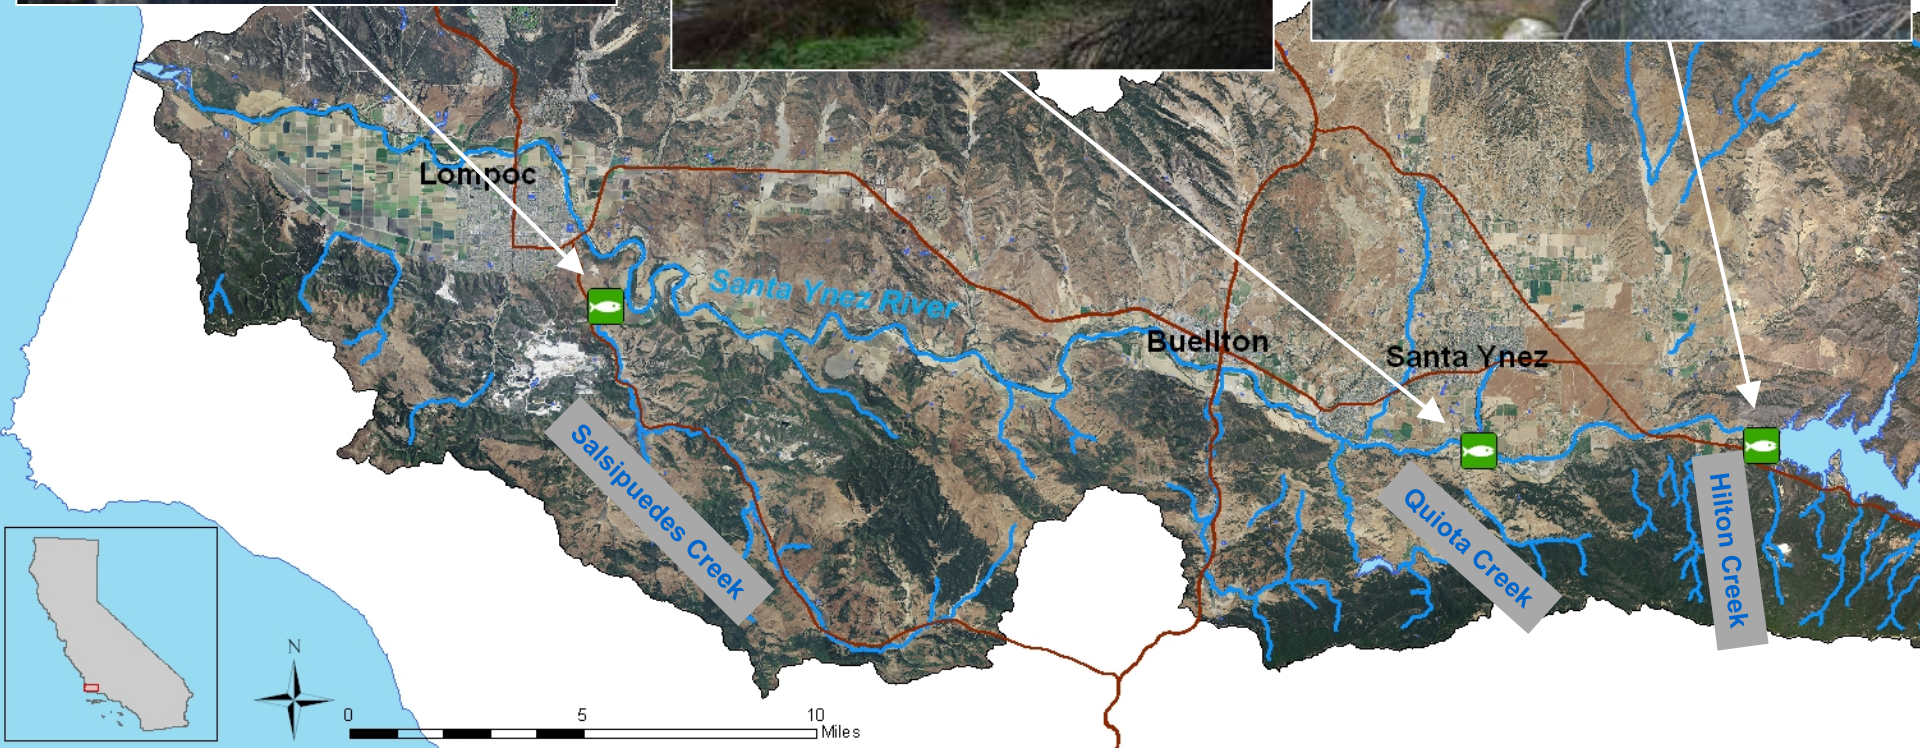 Lompoc
Santa Ynez River
Buellton
Santa Ynez
Salsipuedes Creek
Quiota Creek
Hilton Creek
N
0 5 10
Miles